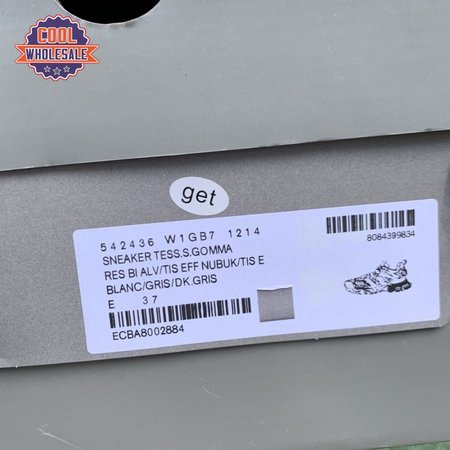 COOL
WHOLESALE
get
542436 W1GB7 1214
SNEAKER TESS.S.GOMMA
RES BI ALV/TIS EFF NUBUK/TIS E
BLANC/GRIS/DK.GRIS
E 37
ECBA8002884
8084399834